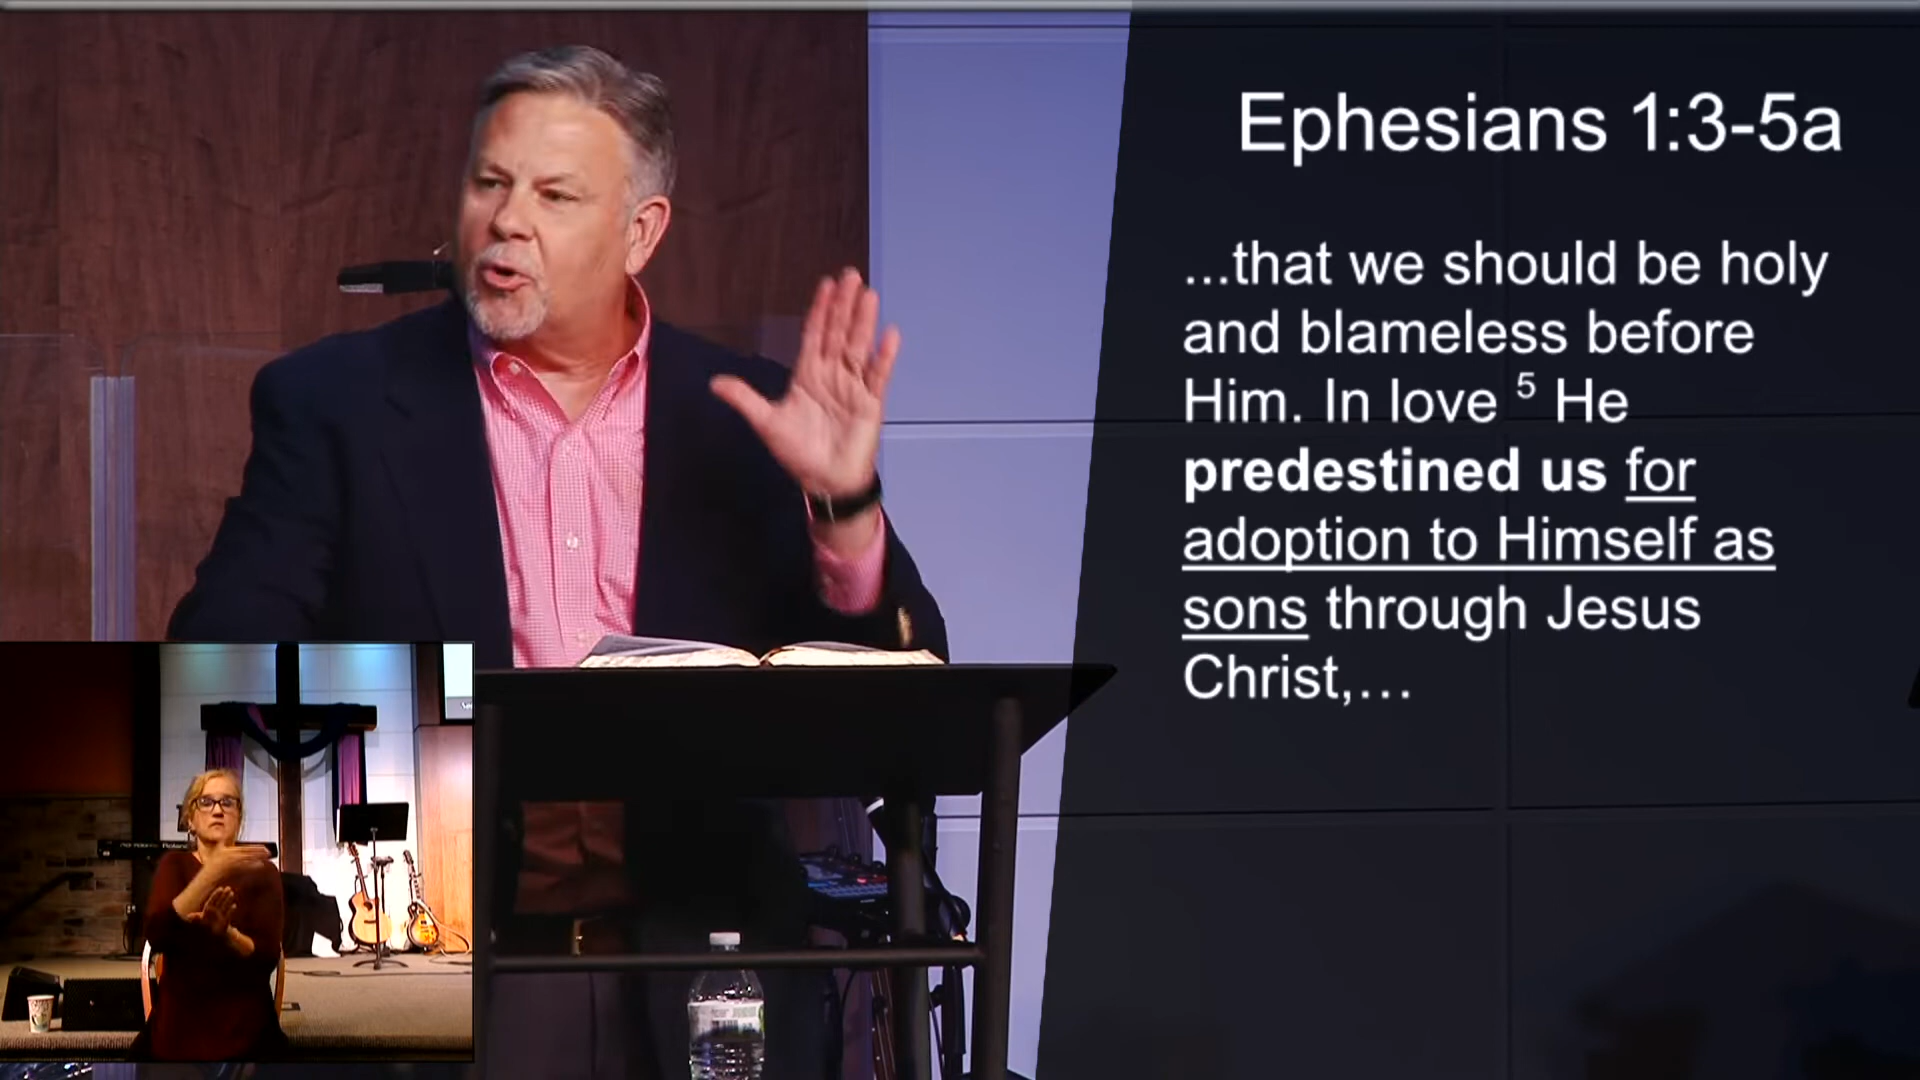 Ephesians 1:3-5a
...that we should be holy
and blameless before
Him. In love 5 He
predestined us for
adoption to Himself as
sons through Jesus
Christ,...
Roland